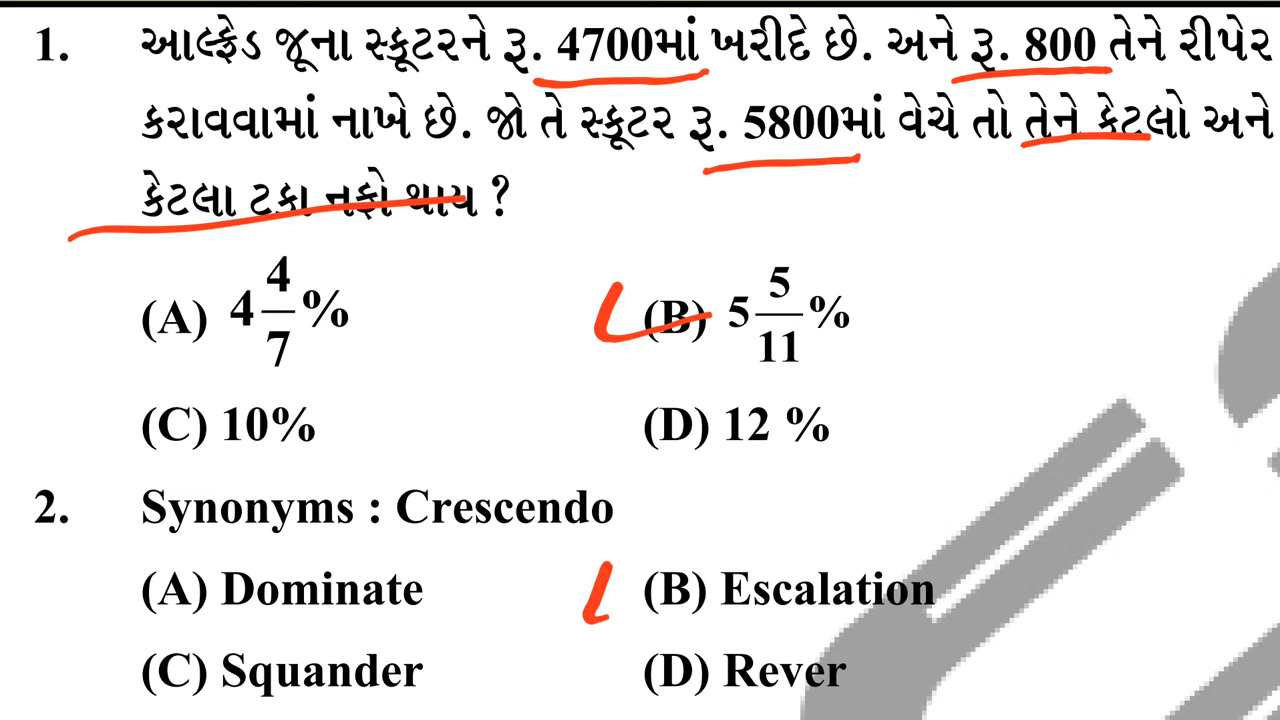 1. આલ્ફ્રેડ જૂના સ્કૂટરને રૂ. 4700માં ખરીદે છે. અને રૂ. 800 તેને રીપેર
કરાવવામાં નાખે છે. જો તે સ્કૂટર રૂ. 5800માં વેચે તો તેને કેટલો અને
કેટલા ટકા નફો થાય ?
(A) 4 4/7 % (B) 5 5/11 %
(C) 10% (D) 12 %
2. Synonyms : Crescendo
(A) Dominate (B) Escalation
(C) Squander (D) Rever